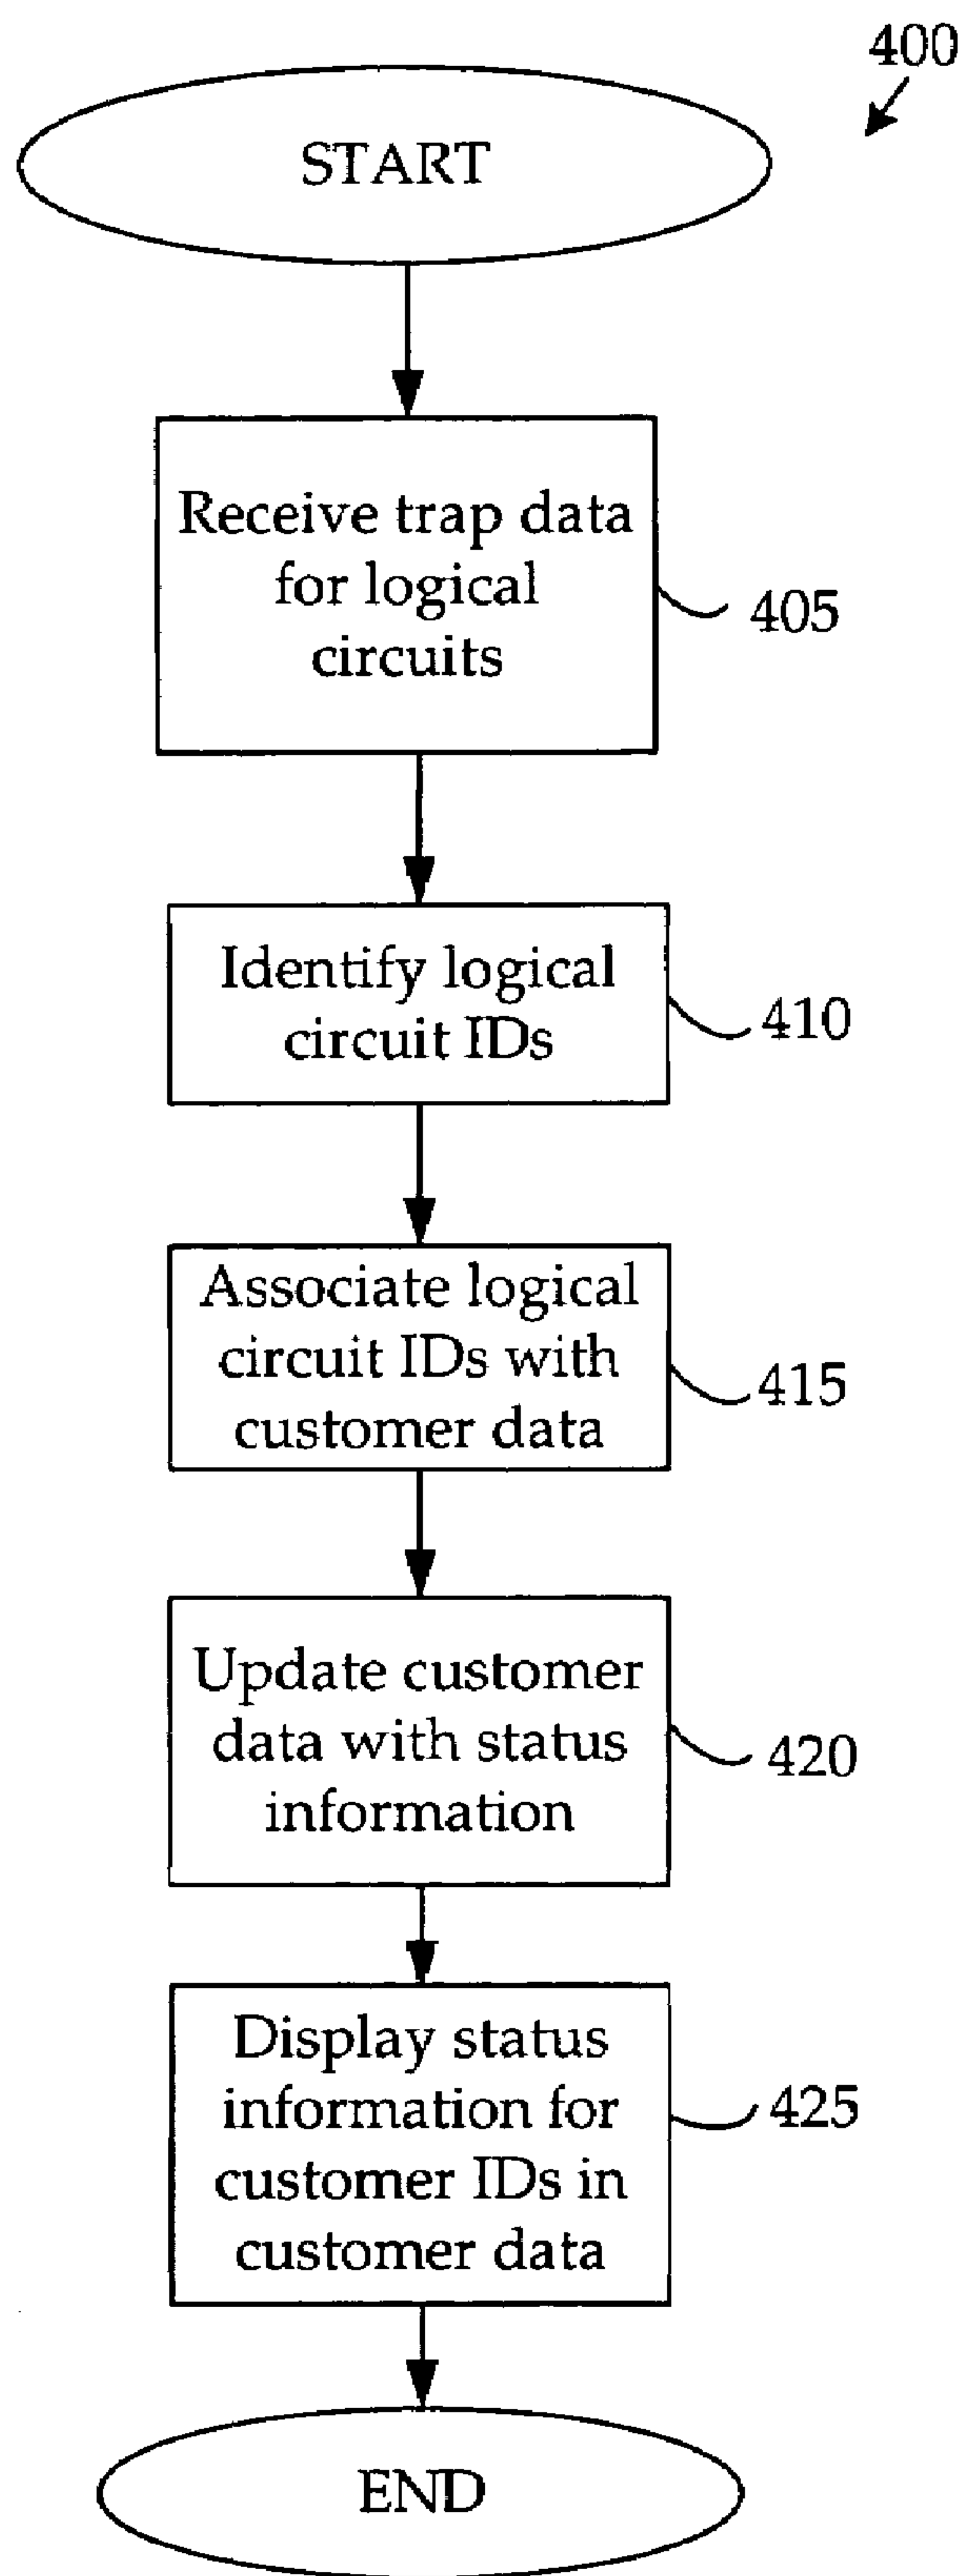 400
START
Receive trap data
for logical
circuits
405
Identify logical
circuit IDs
410
Associate logical
circuit IDs with
customer data
415
Update customer
data with status
information
420
Display status
information for
customer IDs in
customer data
425
END